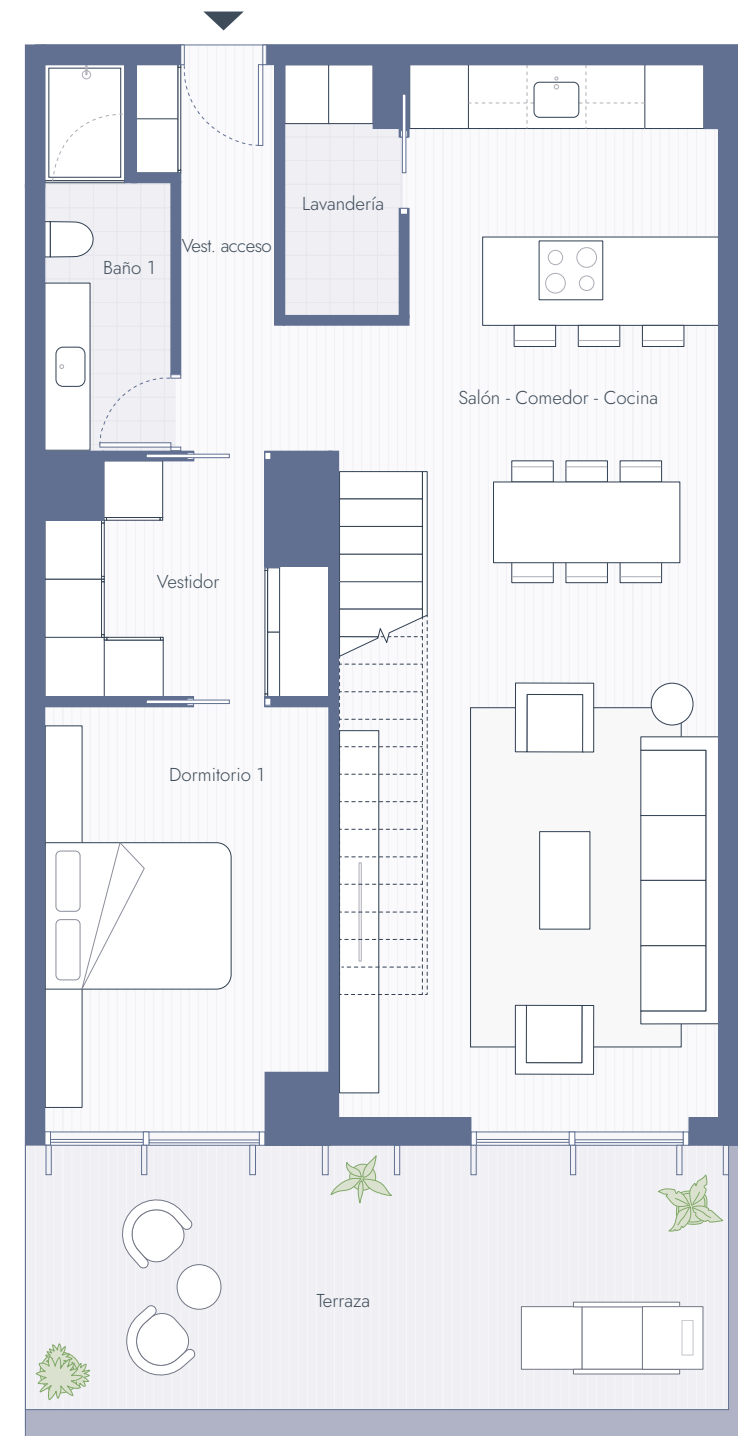 Lavandería
Vest. acceso
Baño 1
Salón - Comedor - Cocina
Vestidor
Dormitorio 1
Terraza